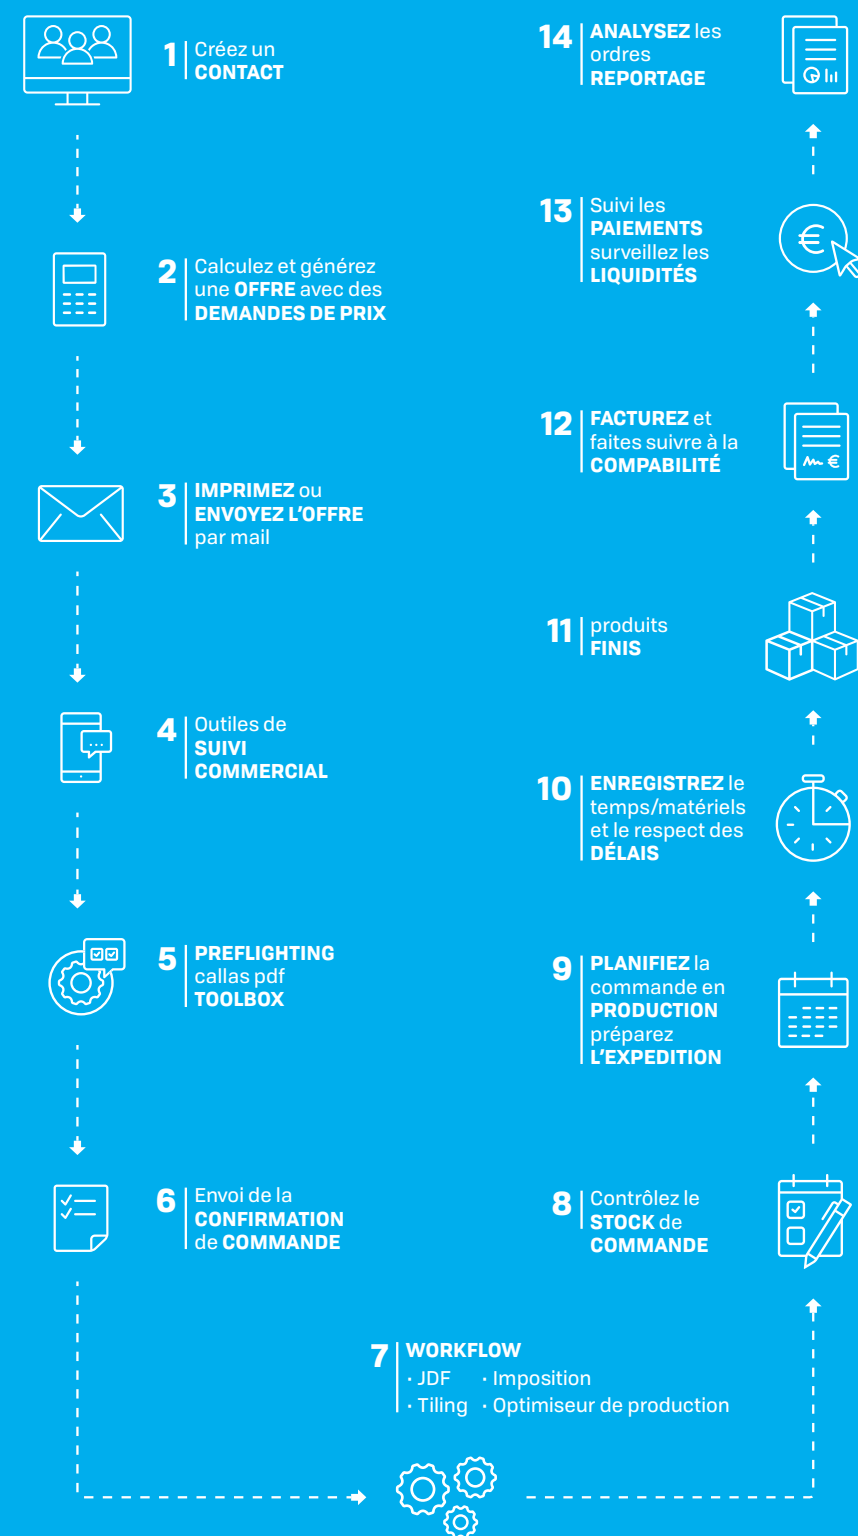 1 Créez un
CONTACT
2 Calculez et générez
une OFFRE avec des
DEMANDES DE PRIX
3 IMPRIMEZ ou
ENVOYEZ L'OFFRE
par mail
4 Outiles de
SUIVI
COMMERCIAL
5 PREFLIGHTING
callas pdf
TOOLBOX
6 Envoi de la
CONFIRMATION
de COMMANDE
7 WORKFLOW
· JDF · Imposition
· Tiling · Optimiseur de production
8 Contrôlez le
STOCK de
COMMANDE
9 PLANIFIEZ la
commande en
PRODUCTION
préparez
L'EXPEDITION
10 ENREGISTREZ le
temps/matériels
et le respect des
DÉLAIS
11 produits
FINIS
12 FACTUREZ et
faites suivre à la
COMPABILITÉ
€
13 Suivi les
PAIEMENTS
surveillez les
LIQUIDITÉS
€
14 ANALYSEZ les
ordres
REPORTAGE